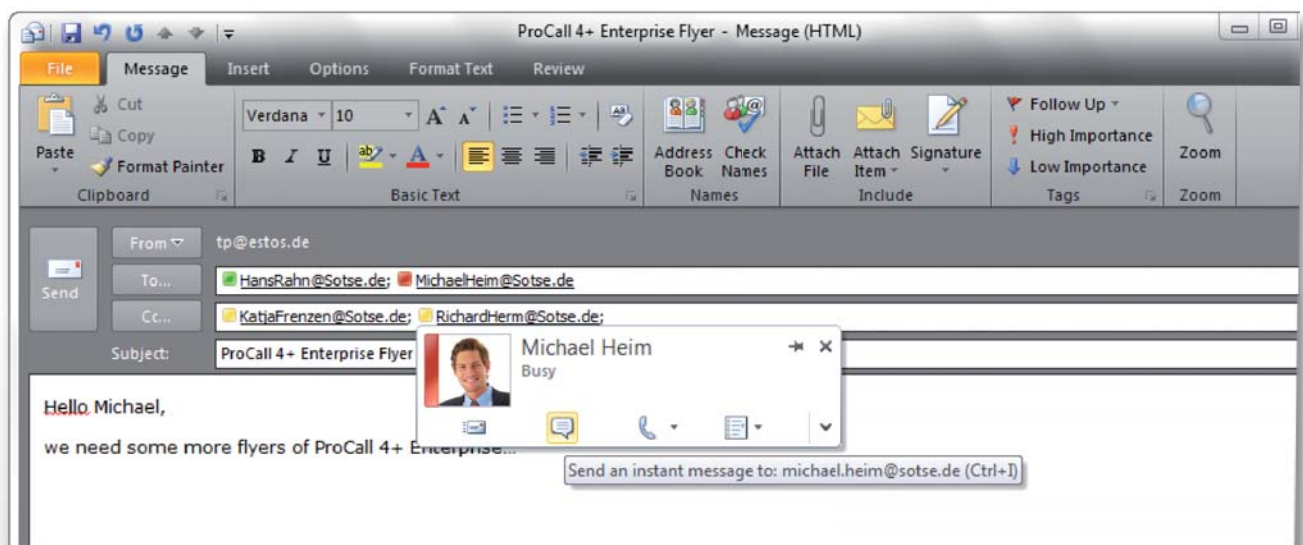 ProCall 4+ Enterprise Flyer - Message (HTML)
File Message Insert Options Format Text Review
Cut
Copy
Paste
Format Painter
Clipboard
Verdana 10
B I U
Basic Text
Address Book
Check Names
Names
Attach File
Attach Item
Signature
Include
Follow Up
High Importance
Low Importance
Tags
Zoom
Zoom
From tp@estos.de
Send
To... HansRahn@Sotse.de; MichaelHeim@Sotse.de
Cc... KatjaFrenzen@Sotse.de; RichardHerm@Sotse.de;
Subject: ProCall 4+ Enterprise Flyer
Michael Heim
Busy
Hello Michael,
we need some more flyers of ProCall 4+ Enterprise...
Send an instant message to: michael.heim@sotse.de (Ctrl+I)